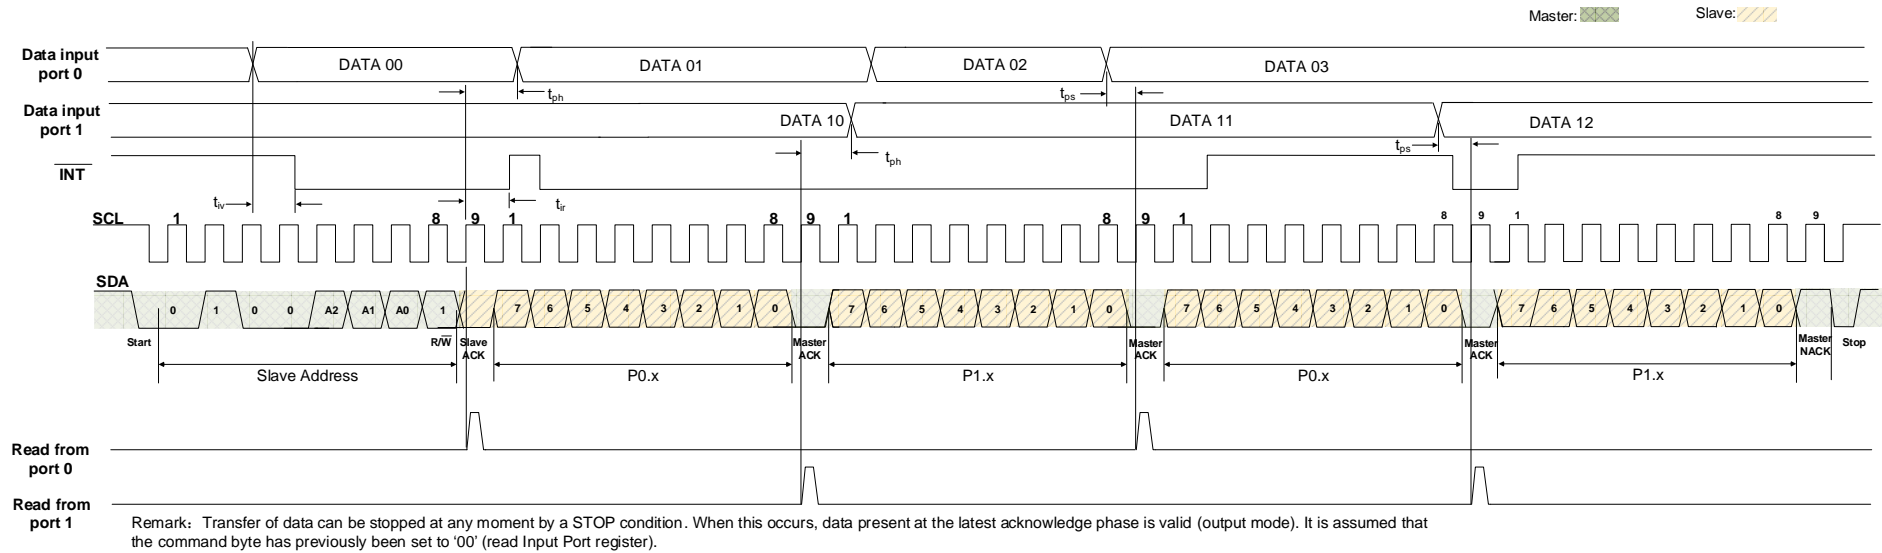 Master: Slave:
Data input
port 0
DATA 00 DATA 01 DATA 02 DATA 03
tph tps
Data input
port 1
DATA 10 DATA 11 DATA 12
tph tps
INT
tiv tir
SCL 1 8 9 1 8 9 1 8 9 1 8 9 1 8 9
SDA
0 1 0 0 A2 A1 A0 1 7 6 5 4 3 2 1 0 7 6 5 4 3 2 1 0 7 6 5 4 3 2 1 0 7 6 5 4 3 2 1 0
Start R/W Slave
ACK
Master
ACK
Master
ACK
Master
ACK
Master
NACK
Stop
Slave Address P0.x P1.x P0.x P1.x
Read from
port 0
Read from
port 1
Remark：Transfer of data can be stopped at any moment by a STOP condition. When this occurs, data present at the latest acknowledge phase is valid (output mode). It is assumed that
the command byte has previously been set to ‘00’ (read Input Port register).